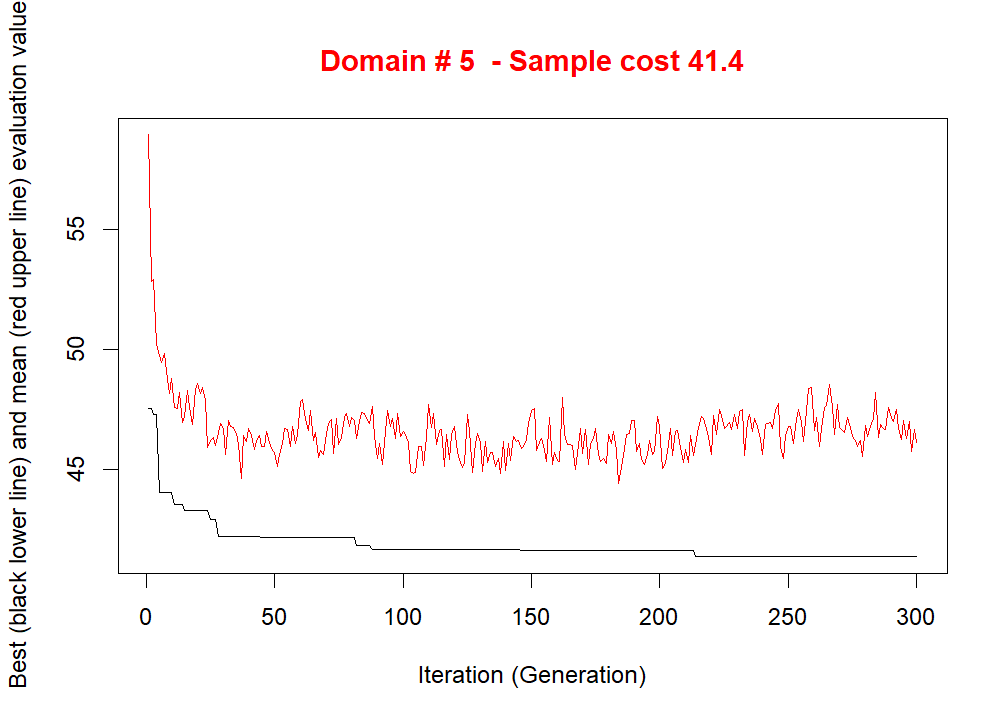 Domain # 5 - Sample cost 41.4
Best (black lower line) and mean (red upper line) evaluation value
55
50
45
0 50 100 150 200 250 300
Iteration (Generation)